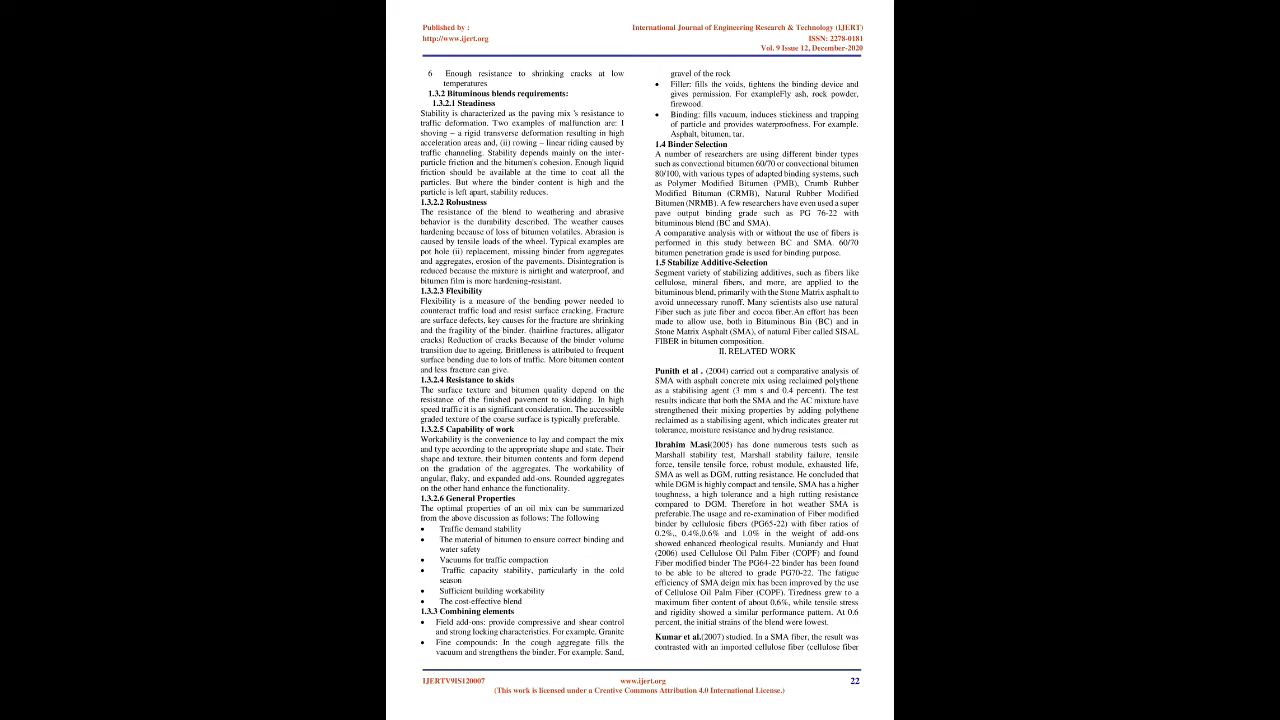 Published by :
http://www.ijert.org
International Journal of Engineering Research & Technology (IJERT)
ISSN: 2278-0181
Vol. 9 Issue 12, December-2020
6 Enough resistance to shrinking cracks at low
temperatures
1.3.2 Bituminous blends requirements:
1.3.2.1 Steadiness
Stability is characterized as the paving mix 's resistance to
traffic deformation. Two examples of malfunction are: I
shoving – a rigid transverse deformation resulting in high
acceleration areas and, (ii) rowing – linear riding caused by
traffic channeling. Stability depends mainly on the inter-
particle friction and the bitumen's cohesion. Enough liquid
friction should be available at the time to coat all the
particles. But where the binder content is high and the
particle is left apart, stability reduces.
1.3.2.2 Robustness
The resistance of the blend to weathering and abrasive
behavior is the durability described. The weather causes
hardening because of loss of bitumen volatiles. Abrasion is
caused by tensile loads of the wheel. Typical examples are
pot hole (ii) replacement, missing binder from aggregates
and aggregates, erosion of the pavements. Disintegration is
reduced because the mixture is airtight and waterproof, and
bitumen film is more hardening-resistant.
1.3.2.3 Flexibility
Flexibility is a measure of the bending power needed to
counteract traffic load and resist surface cracking. Fracture
are surface defects, key causes for the fracture are shrinking
and the fragility of the binder. (hairline fractures, alligator
cracks) Reduction of cracks Because of the binder volume
transition due to ageing. Brittleness is attributed to frequent
surface bending due to lots of traffic. More bitumen content
and less fracture can give.
1.3.2.4 Resistance to skids
The surface texture and bitumen quality depend on the
resistance of the finished pavement to skidding. In high
speed traffic it is an significant consideration. The accessible
graded texture of the coarse surface is typically preferable.
1.3.2.5 Capability of work
Workability is the convenience to lay and compact the mix
and type according to the appropriate shape and state. Their
shape and texture, their bitumen contents and form depend
on the gradation of the aggregates. The workability of
angular, flaky, and expanded add-ons. Rounded aggregates
on the other hand enhance the functionality.
1.3.2.6 General Properties
The optimal properties of an oil mix can be summarized
from the above discussion as follows: The following
• Traffic demand stability
• The material of bitumen to ensure correct binding and
water safety
• Vacuums for traffic compaction
• Traffic capacity stability, particularly in the cold
season
• Sufficient building workability
• The cost-effective blend
1.3.3 Combining elements
• Field add-ons: provide compressive and shear control
and strong locking characteristics. For example. Granite
• Fine compounds: In the cough aggregate fills the
vacuum and strengthens the binder. For example. Sand,
gravel of the rock
• Filler: fills the voids, tightens the binding device and
gives permission. For exampleFly ash, rock powder,
firewood.
• Binding: fills vacuum, induces stickiness and trapping
of particle and provides waterproofness. For example.
Asphalt, bitumen, tar.
1.4 Binder Selection
A number of researchers are using different binder types
such as convectional bitumen 60/70 or convectional bitumen
80/100, with various types of adapted binding systems, such
as Polymer Modified Bitumen (PMB), Crumb Rubber
Modified Bituman (CRMB), Natural Rubber Modified
Bitumen (NRMB). A few researchers have even used a super
pave output binding grade such as PG 76-22 with
bituminous blend (BC and SMA).
A comparative analysis with or without the use of fibers is
performed in this study between BC and SMA. 60/70
bitumen penetration grade is used for binding purpose.
1.5 Stabilize Additive-Selection
Segment variety of stabilizing additives, such as fibers like
cellulose, mineral fibers, and more, are applied to the
bituminous blend, primarily with the Stone Matrix asphalt to
avoid unnecessary runoff. Many scientists also use natural
Fiber such as jute fiber and cocoa fiber.An effort has been
made to allow use, both in Bituminous Bin (BC) and in
Stone Matrix Asphalt (SMA), of natural Fiber called SISAL
FIBER in bitumen composition.
II. RELATED WORK
Punith et al . (2004) carried out a comparative analysis of
SMA with asphalt concrete mix using reclaimed polythene
as a stabilising agent (3 mm s and 0.4 percent). The test
results indicate that both the SMA and the AC mixture have
strengthened their mixing properties by adding polythene
reclaimed as a stabilising agent, which indicates greater rut
tolerance, moisture resistance and hydrug resistance.
Ibrahim M.asi(2005) has done numerous tests such as
Marshall stability test, Marshall stability failure, tensile
force, tensile tensile force, robust module, exhausted life,
SMA as well as DGM, rutting resistance. He concluded that
while DGM is highly compact and tensile, SMA has a higher
toughness, a high tolerance and a high rutting resistance
compared to DGM. Therefore in hot weather SMA is
preferable.The usage and re-examination of Fiber modified
binder by cellulosic fibers (PG65-22) with fiber ratios of
0.2%,, 0.4%,0.6% and 1.0% in the weight of add-ons
showed enhanced rheological results. Muniandy and Huat
(2006) used Cellulose Oil Palm Fiber (COPF) and found
Fiber modified binder The PG64-22 binder has been found
to be able to be altered to grade PG70-22. The fatigue
efficiency of SMA deign mix has been improved by the use
of Cellulose Oil Palm Fiber (COPF). Tiredness grew to a
maximum fiber content of about 0.6%, while tensile stress
and rigidity showed a similar performance pattern. At 0.6
percent, the initial strains of the blend were lowest.
Kumar et al.(2007) studied. In a SMA fiber, the result was
contrasted with an imported cellulose fiber (cellulose fiber
IJERTV9IS120007
www.ijert.org
22
(This work is licensed under a Creative Commons Attribution 4.0 International License.)